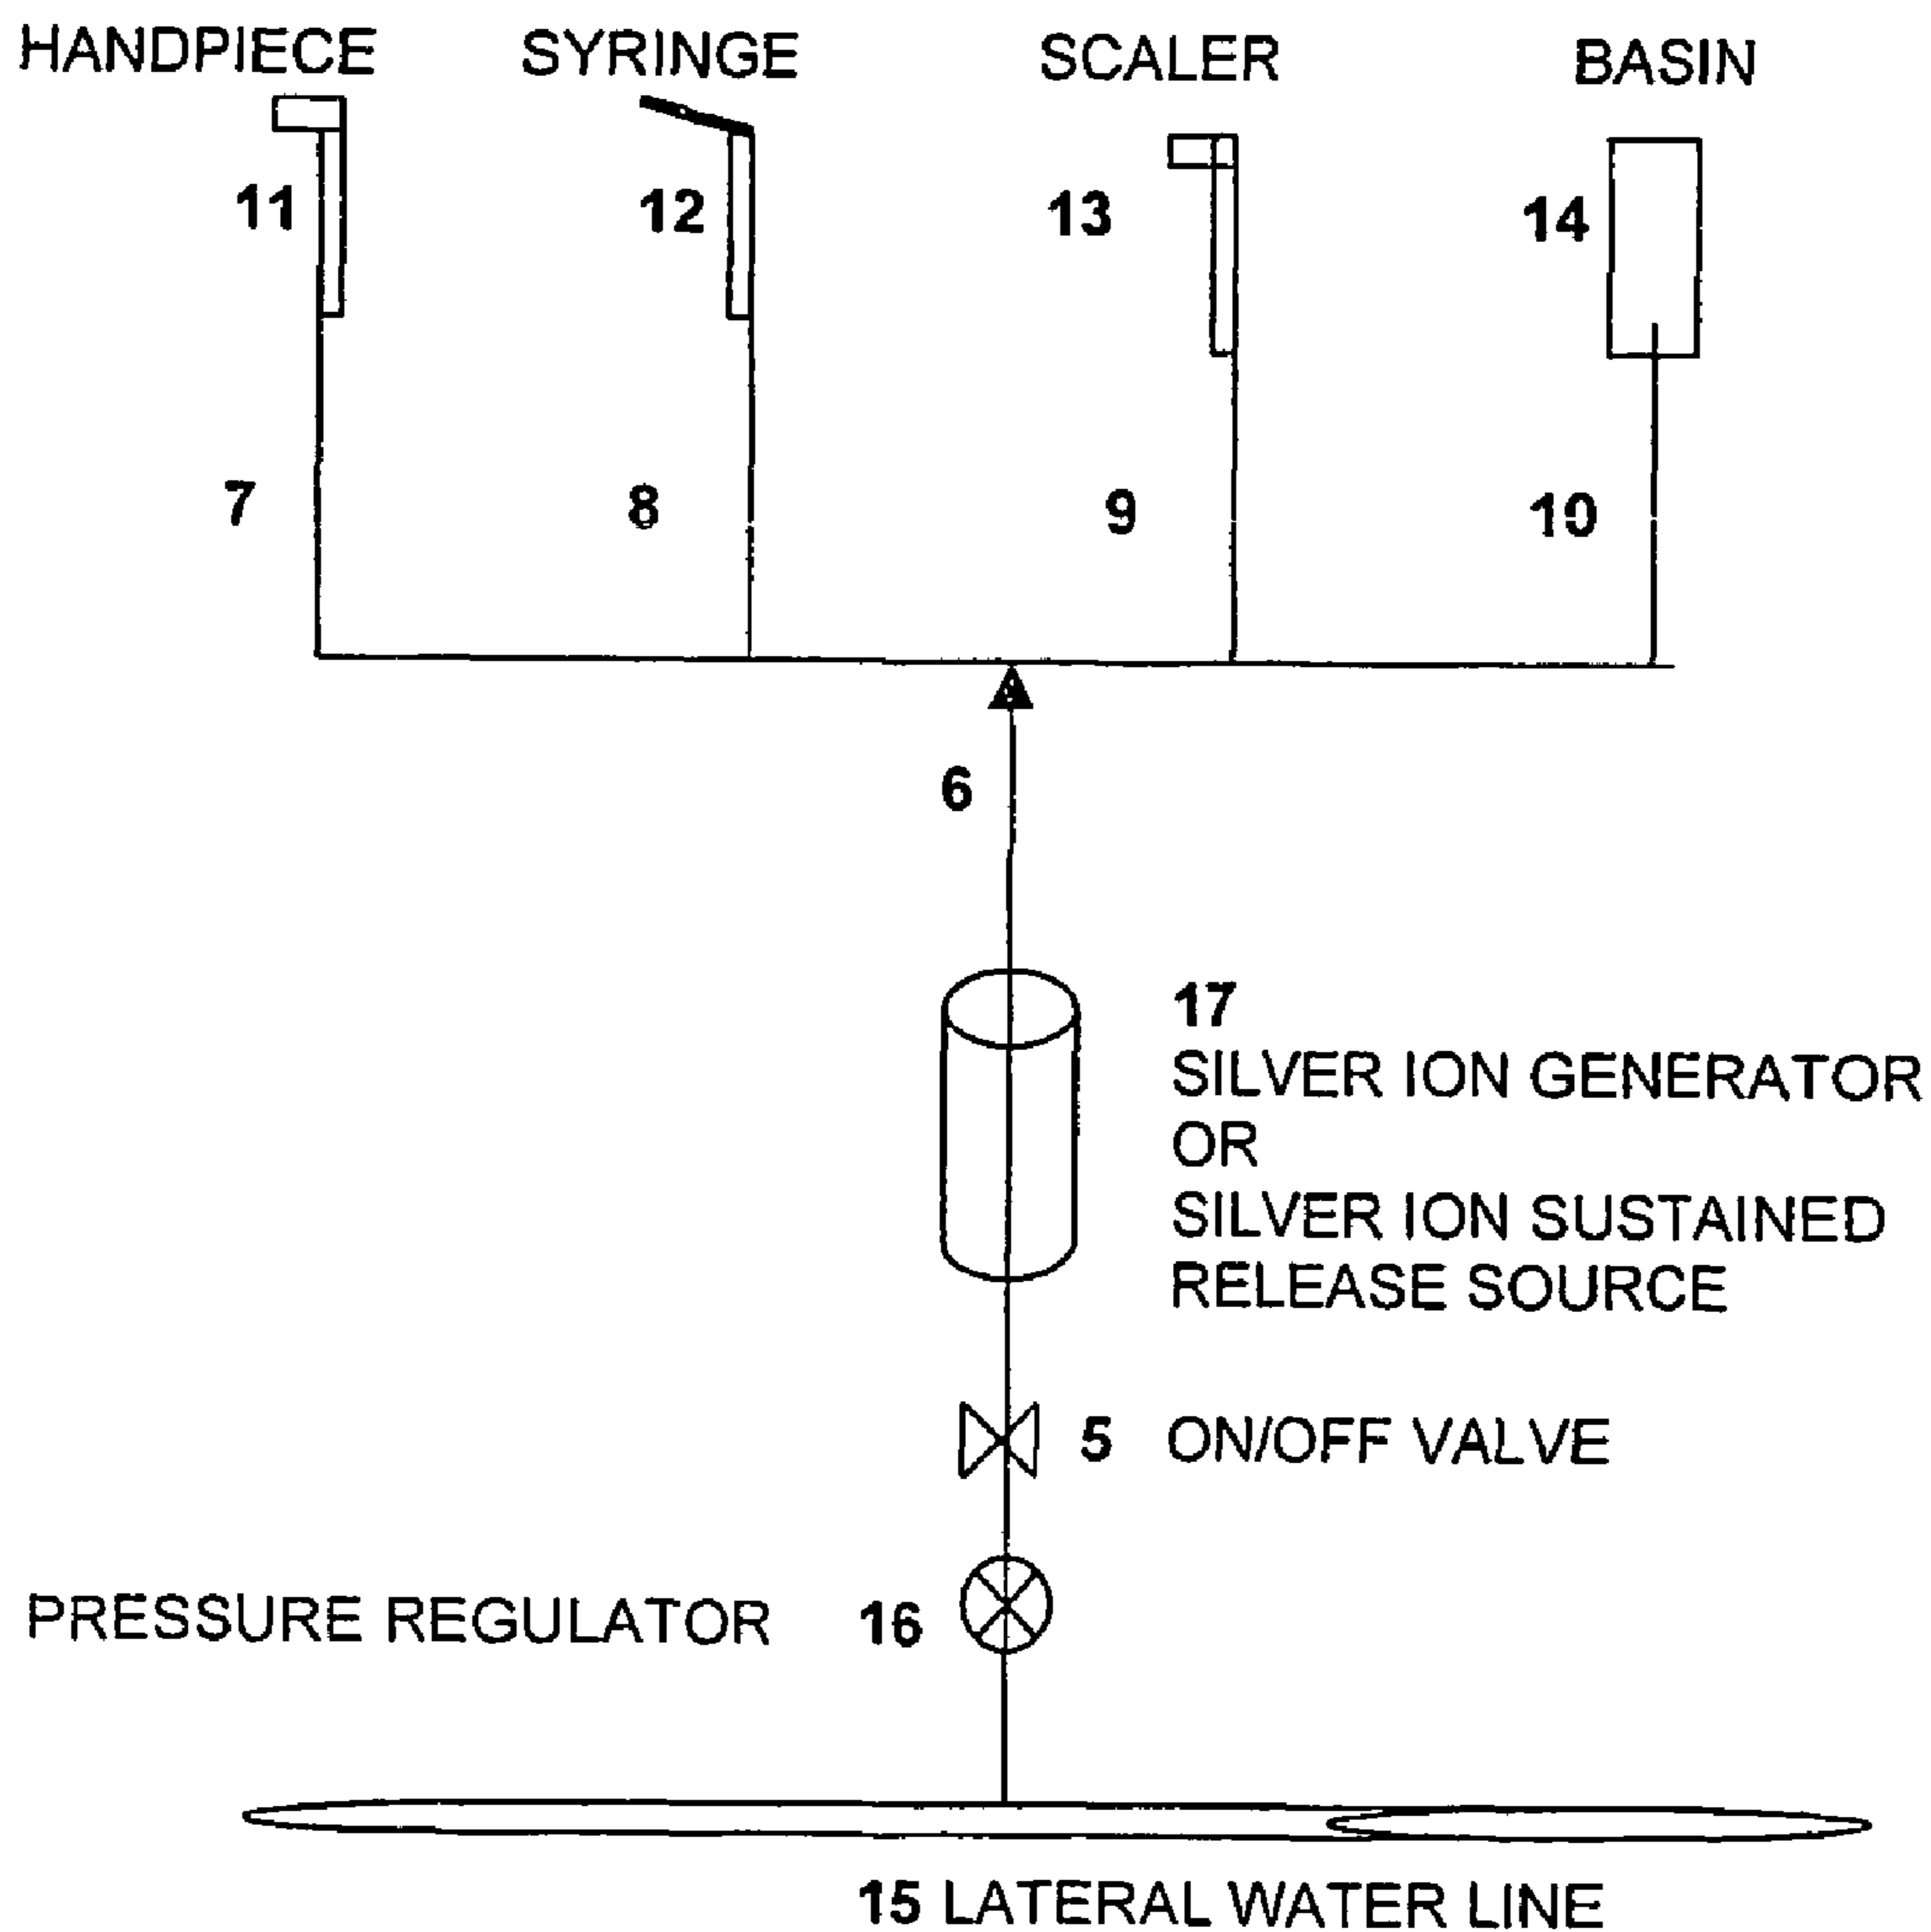 HANDPIECE SYRINGE SCALER BASIN
11 12 13 14
7 8 9 10
6
17
SILVER ION GENERATOR
OR
SILVER ION SUSTAINED
RELEASE SOURCE
5 ON/OFF VALVE
PRESSURE REGULATOR 16
15 LATERAL WATER LINE